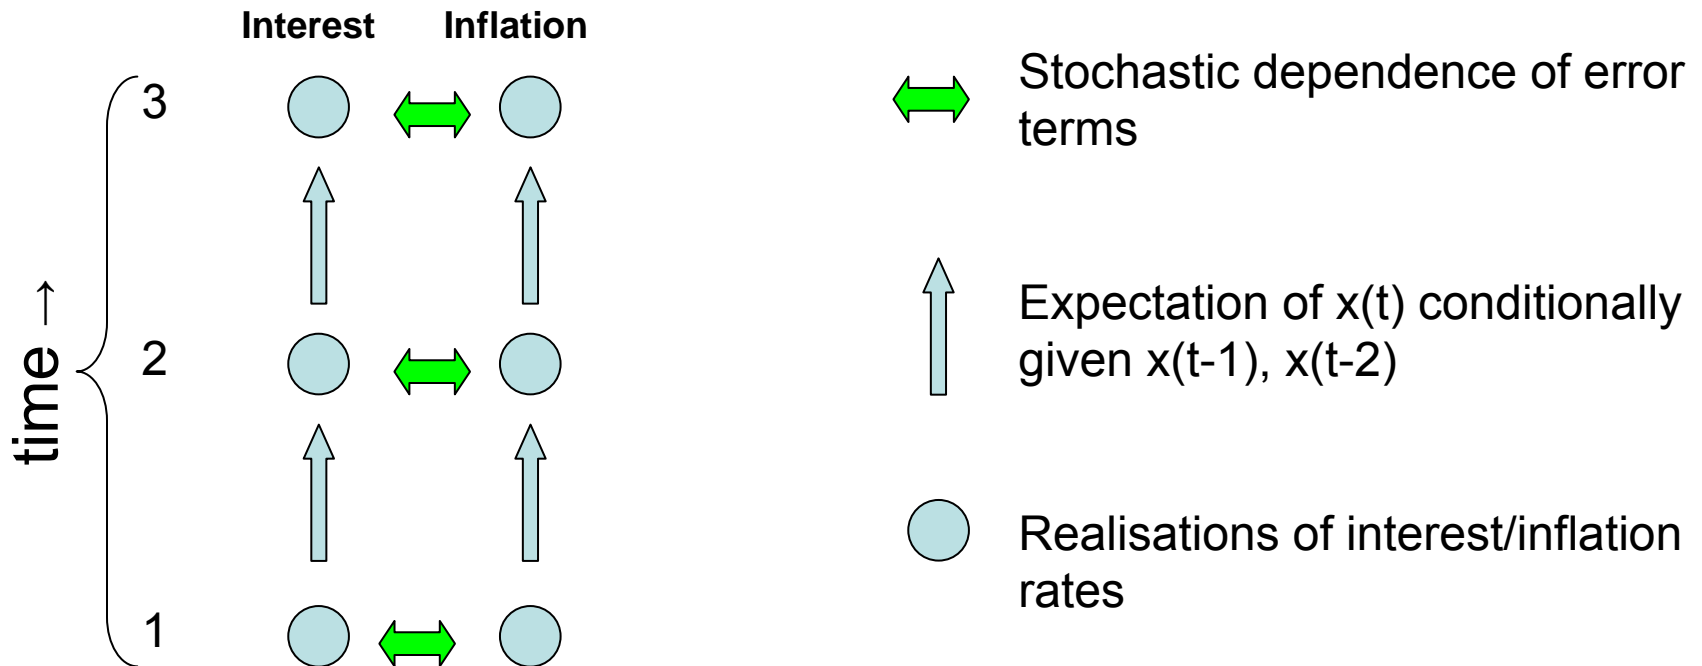 Interest Inflation
3
2
1
time →
Stochastic dependence of error
terms
Expectation of x(t) conditionally
given x(t-1), x(t-2)
Realisations of interest/inflation
rates